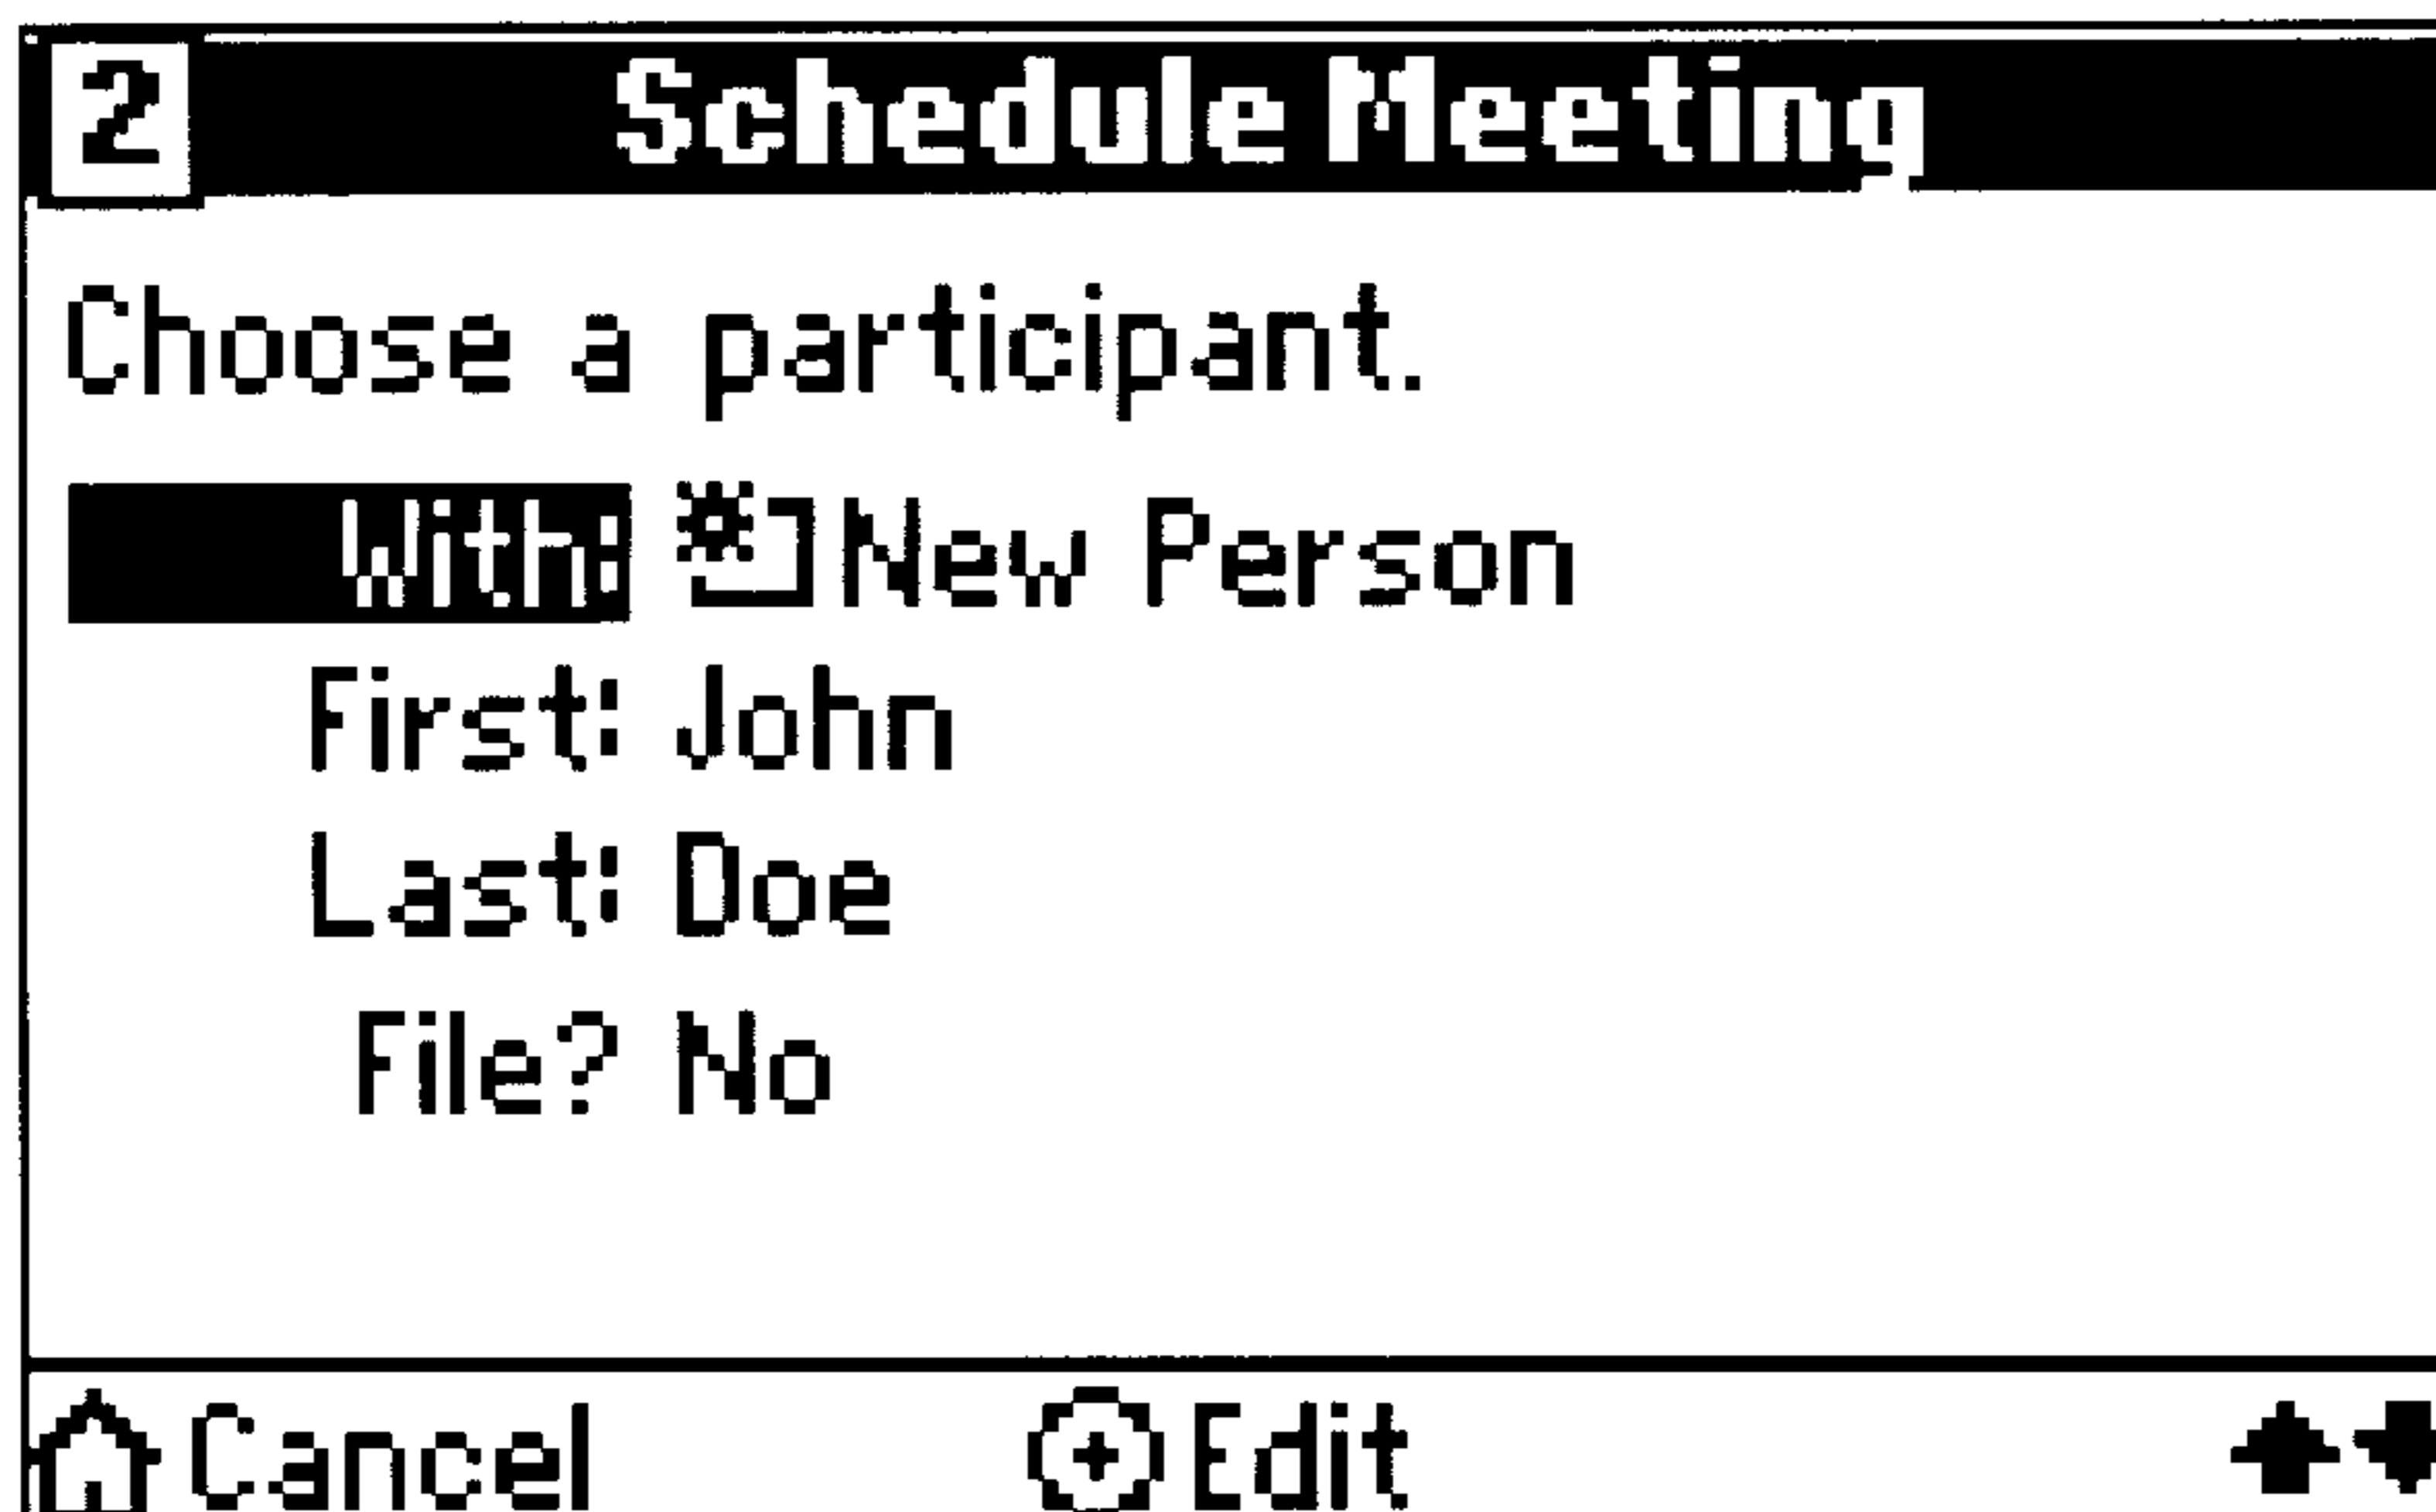 2 Schedule Meeting
Choose a participant.
With: New Person
First: John
Last: Doe
File? No
Cancel Edit